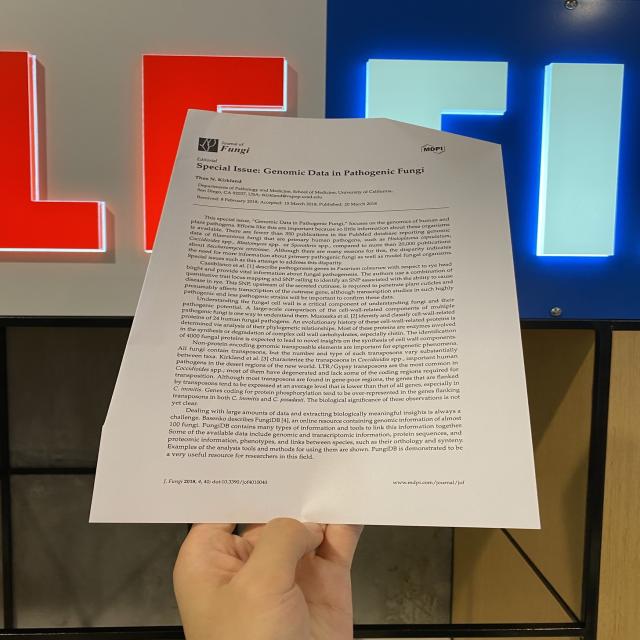 LE FI
Journal of
Fungi
MDPI
Editorial
Special Issue: Genomic Data in Pathogenic Fungi
Theo N. Kirkland
Departments of Pathology and Medicine, School of Medicine, University of California,
San Diego, CA 92037, USA;
Received: 8 February 2018; Accepted: 15 March 2018; Published: 20 March 2018
This special issue, "Genomic Data in Pathogenic Fungi," focuses on the genomics of human and
plant pathogens. Efforts like this are important because so little information about these organisms
is available. There are fewer than 350 publications in the PubMed database reporting genomic
data of filamentous fungi that are primary human pathogens, such as Histoplasma capsulatum,
Coccidioides spp., Blastomyces spp. or Sporothrix spp., compared to more than 20,000 publications
about Saccharomyces cerevisiae. Although there are many reasons for this, the disparity indicates
the need for more information about primary pathogenic fungi as well as model fungal organisms.
Special issues such as this attempt to address this disparity.
et al. [1] describe pathogenesis genes in Fusarium culmorum with respect to rye head
blight and provide vital information about fungal pathogenesis. The authors use a combination of
quantitative trait locus mapping and SNP calling to identify an SNP associated with the ability to cause
disease in rye. This SNP, upstream of the cutinase gene, is required to penetrate plant cuticles and
presumably affects transcription of the cutinase gene, although transcription studies in such highly
pathogenic and less pathogenic strains will be important to confirm these data.
Understanding the fungal cell wall is a critical component of understanding fungi and their
pathogenic potential. A large-scale comparison of the cell-wall-related components of multiple
pathogenic fungi is one way to understand them. Muszewska et al. [2] identify and classify cell-wall-related
proteins of 24 human fungal pathogens. An evolutionary history of these cell-wall-related proteins is
determined via analysis of their phylogenetic relationships. Most of these proteins are enzymes involved
in the synthesis or degradation of complex cell wall carbohydrates, especially chitin. The identification
of 4000 fungal proteins is expected to lead to novel insights on the synthesis of cell wall components.
Non-protein-encoding genomic transposable elements are important for epigenetic phenomena.
All fungi contain transposons, but the number and type of such transposons vary substantially
between taxa. Kirkland et al. [3] characterize the transposons in Coccidioides spp., important human
pathogens in the desert regions of the new world. LTR/Gypsy transposons are the most common in
Coccidioides spp., most of them have degenerated and lack some of the coding regions required for
transposition. Although most transposons are found in gene-poor regions, the genes that are flanked
by transposons tend to be expressed at an average level that is lower than that of all genes, especially in
C. immitis. Genes coding for protein phosphorylation tend to be over-represented in the genes flanking
transposons in both C. immitis and C. posadasii. The biological significance of these observations is not
yet clear.
Dealing with large amounts of data and extracting biologically meaningful insights is always a
challenge. Basenko describes FungiDB [4], an online resource containing genomic information of almost
100 fungi. FungiDB contains many types of information and tools to link this information together.
Some of the available data include genomic and transcriptomic information, protein sequences, and
proteomic information, phenotypes, and links between species, such as their orthology and synteny.
Examples of the analysis tools and methods for using them are shown. FungiDB is demonstrated to be
a very useful resource for researchers in this field.
J. Fungi 2018, 4, 40; doi:10.3390/jof4010040 www.mdpi.com/journal/jof